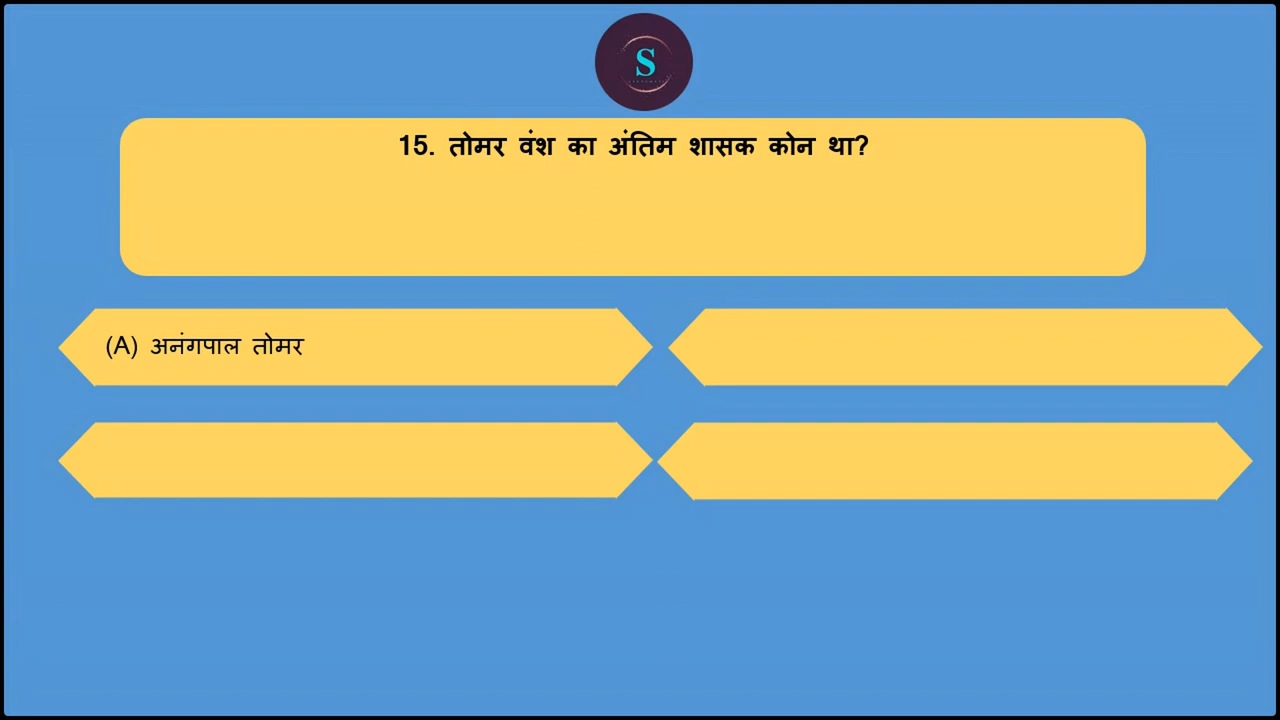 S
15. तोमर वंश का अंतिम शासक कोन था?
(A) अनंगपाल तोमर